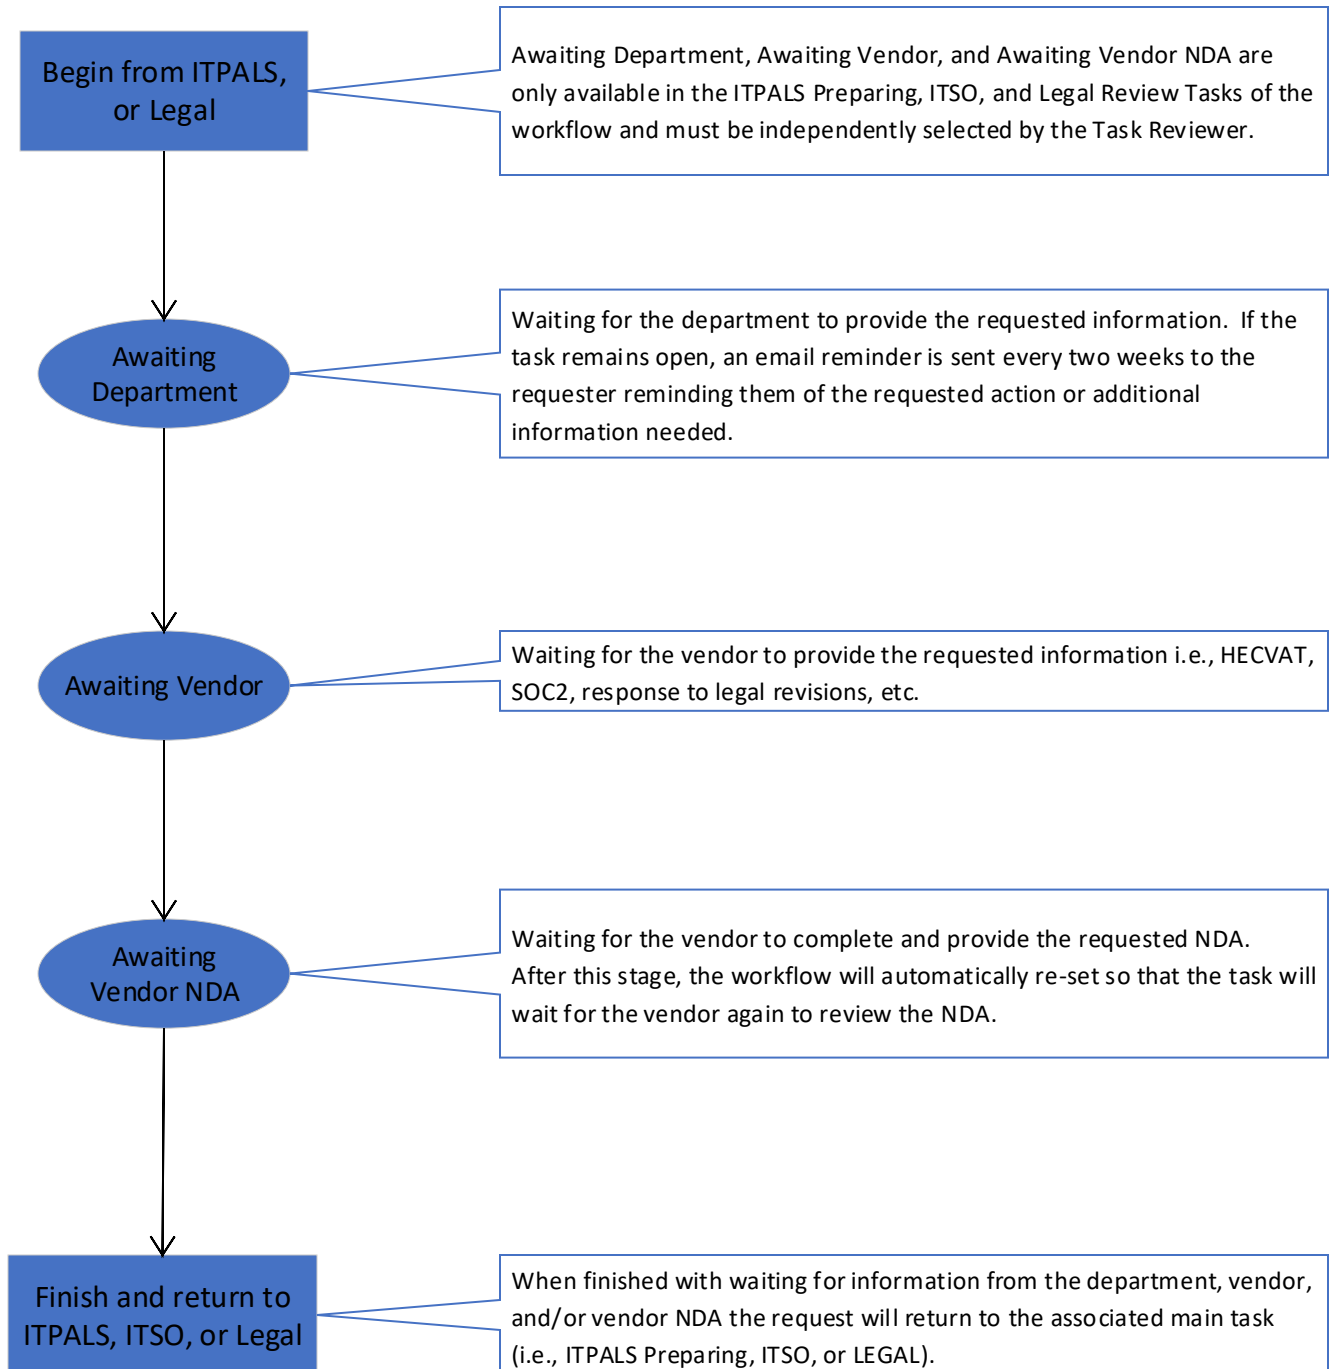 Begin from ITPALS,
or Legal
Awaiting Department, Awaiting Vendor, and Awaiting Vendor NDA are
only available in the ITPALS Preparing, ITSO, and Legal Review Tasks of the
workflow and must be independently selected by the Task Reviewer.
Awaiting
Department
Waiting for the department to provide the requested information.  If the
task remains open, an email reminder is sent every two weeks to the
requester reminding them of the requested action or additional
information needed.
Awaiting Vendor
Waiting for the vendor to provide the requested information i.e., HECVAT,
SOC2, response to legal revisions, etc.
Awaiting
Vendor NDA
Waiting for the vendor to complete and provide the requested NDA.
After this stage, the workflow will automatically re-set so that the task will
wait for the vendor again to review the NDA.
Finish and return to
ITPALS, ITSO, or Legal
When finished with waiting for information from the department, vendor,
and/or vendor NDA the request will return to the associated main task
(i.e., ITPALS Preparing, ITSO, or LEGAL).